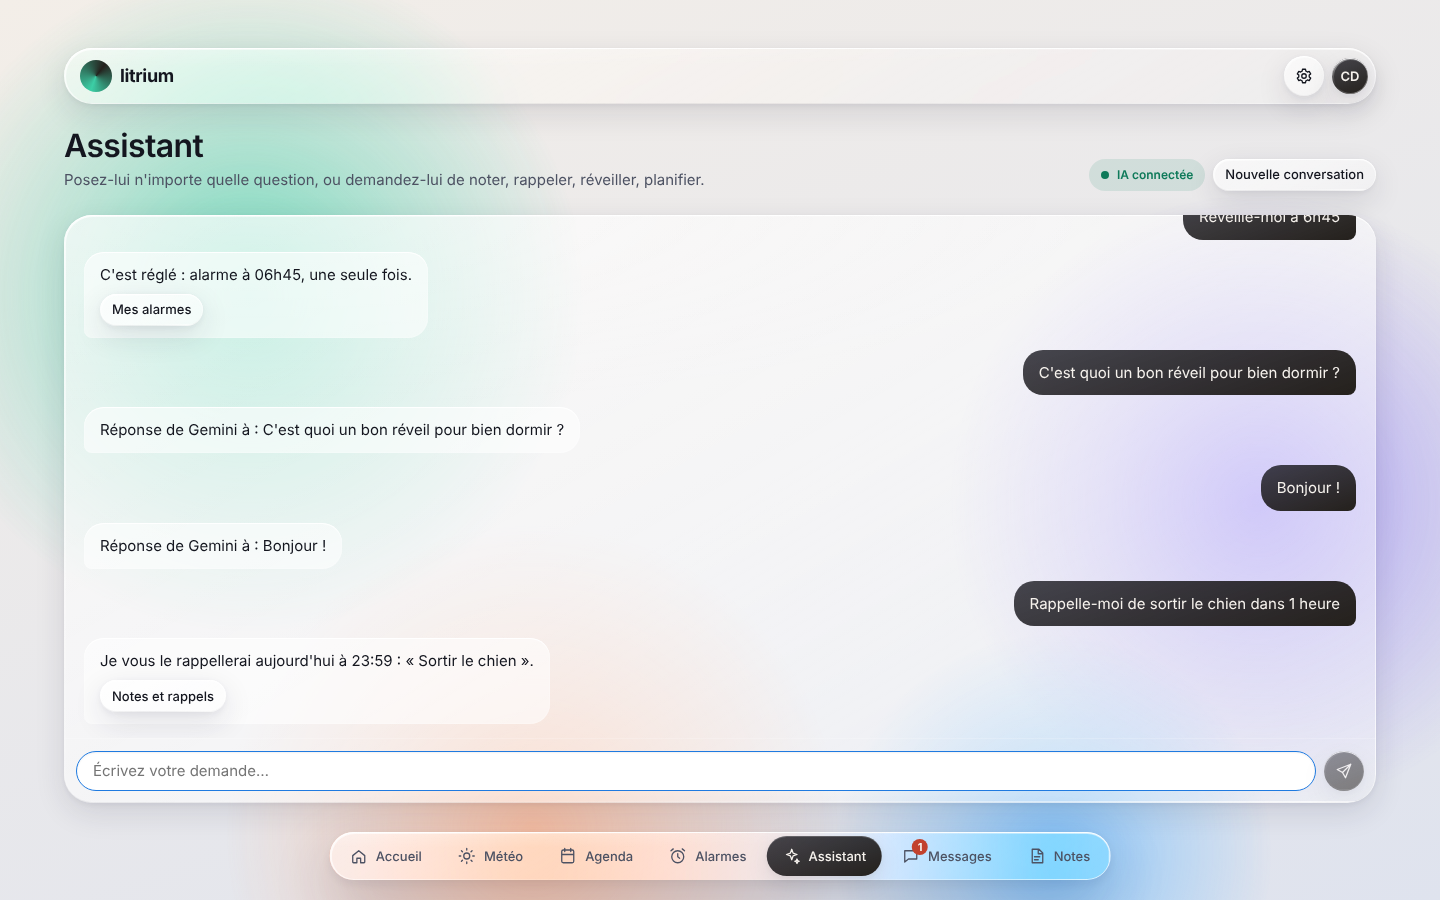 litrium
CD
Assistant
Posez-lui n'importe quelle question, ou demandez-lui de noter, rappeler, réveiller, planifier.
IA connectée
Nouvelle conversation
Réveille-moi à 6h45
C'est réglé : alarme à 06h45, une seule fois.
Mes alarmes
C'est quoi un bon réveil pour bien dormir ?
Réponse de Gemini à : C'est quoi un bon réveil pour bien dormir ?
Bonjour !
Réponse de Gemini à : Bonjour !
Rappelle-moi de sortir le chien dans 1 heure
Je vous le rappellerai aujourd'hui à 23:59 : « Sortir le chien ».
Notes et rappels
Écrivez votre demande...
Accueil
Météo
Agenda
Alarmes
Assistant
1
Messages
Notes